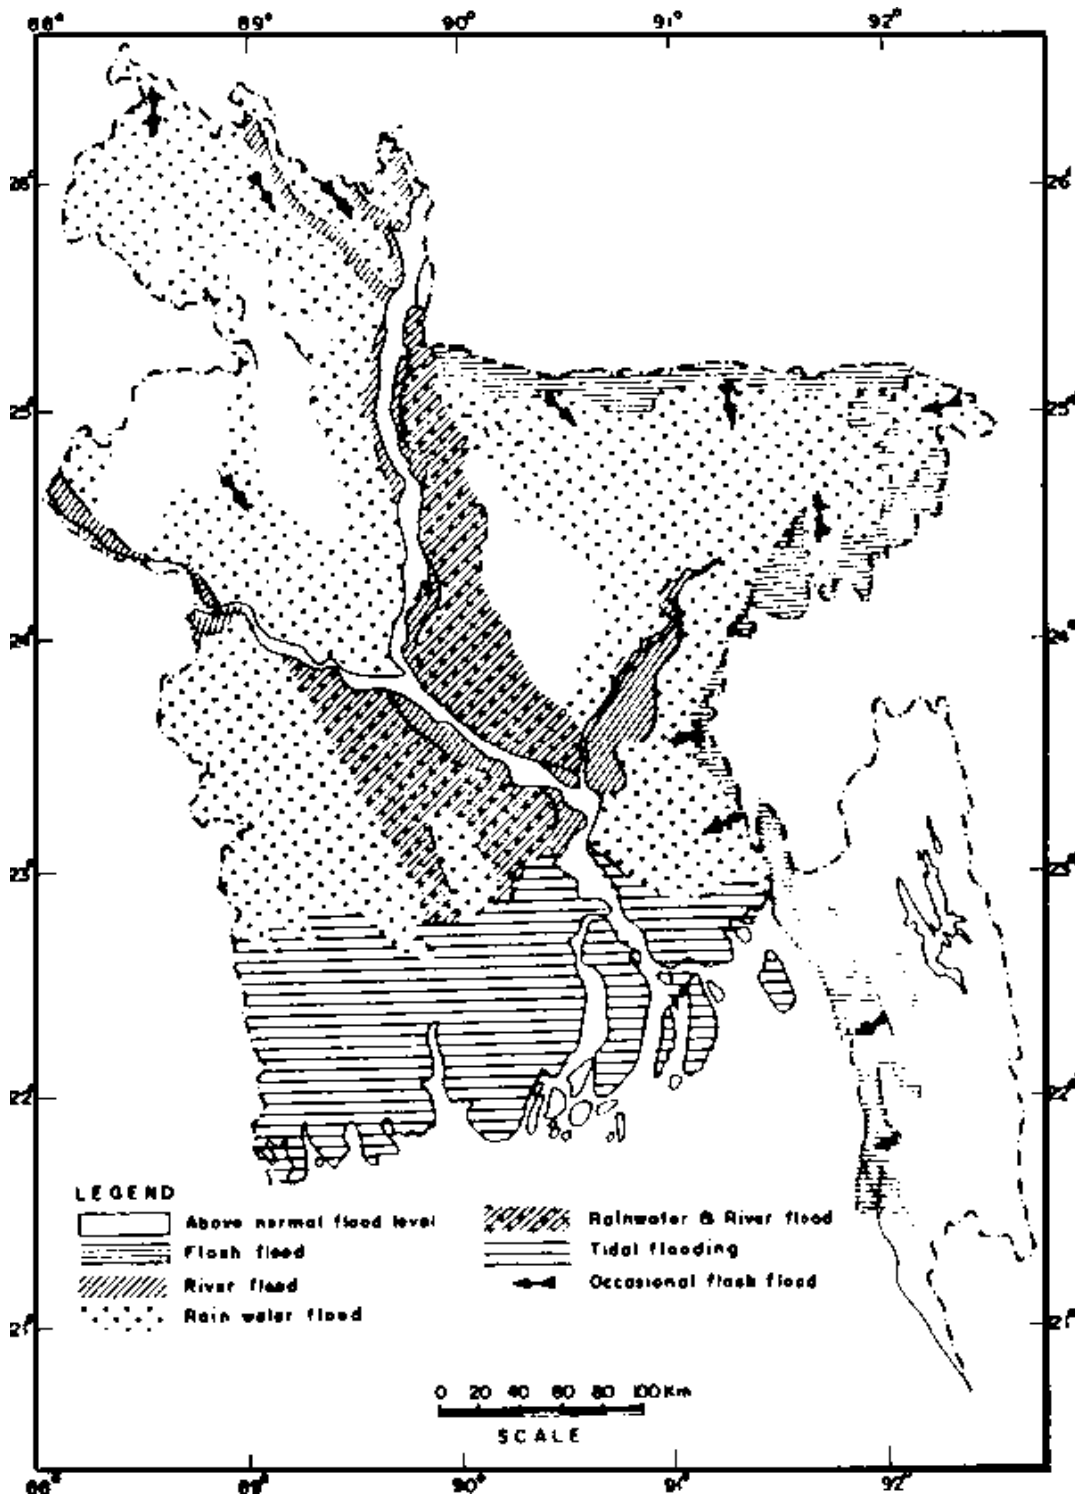 88° 89° 90° 91° 92°
26° 26°
25° 25°
24° 24°
23° 23°
22° 22°
LEGEND
Above normal flood level
Flash flood
River flood
Rain water flood
Rainwater & River flood
Tidal flooding
Occasional flash flood
21° 21°
0 20 40 60 80 100 Km
SCALE
88° 89° 90° 91° 92°